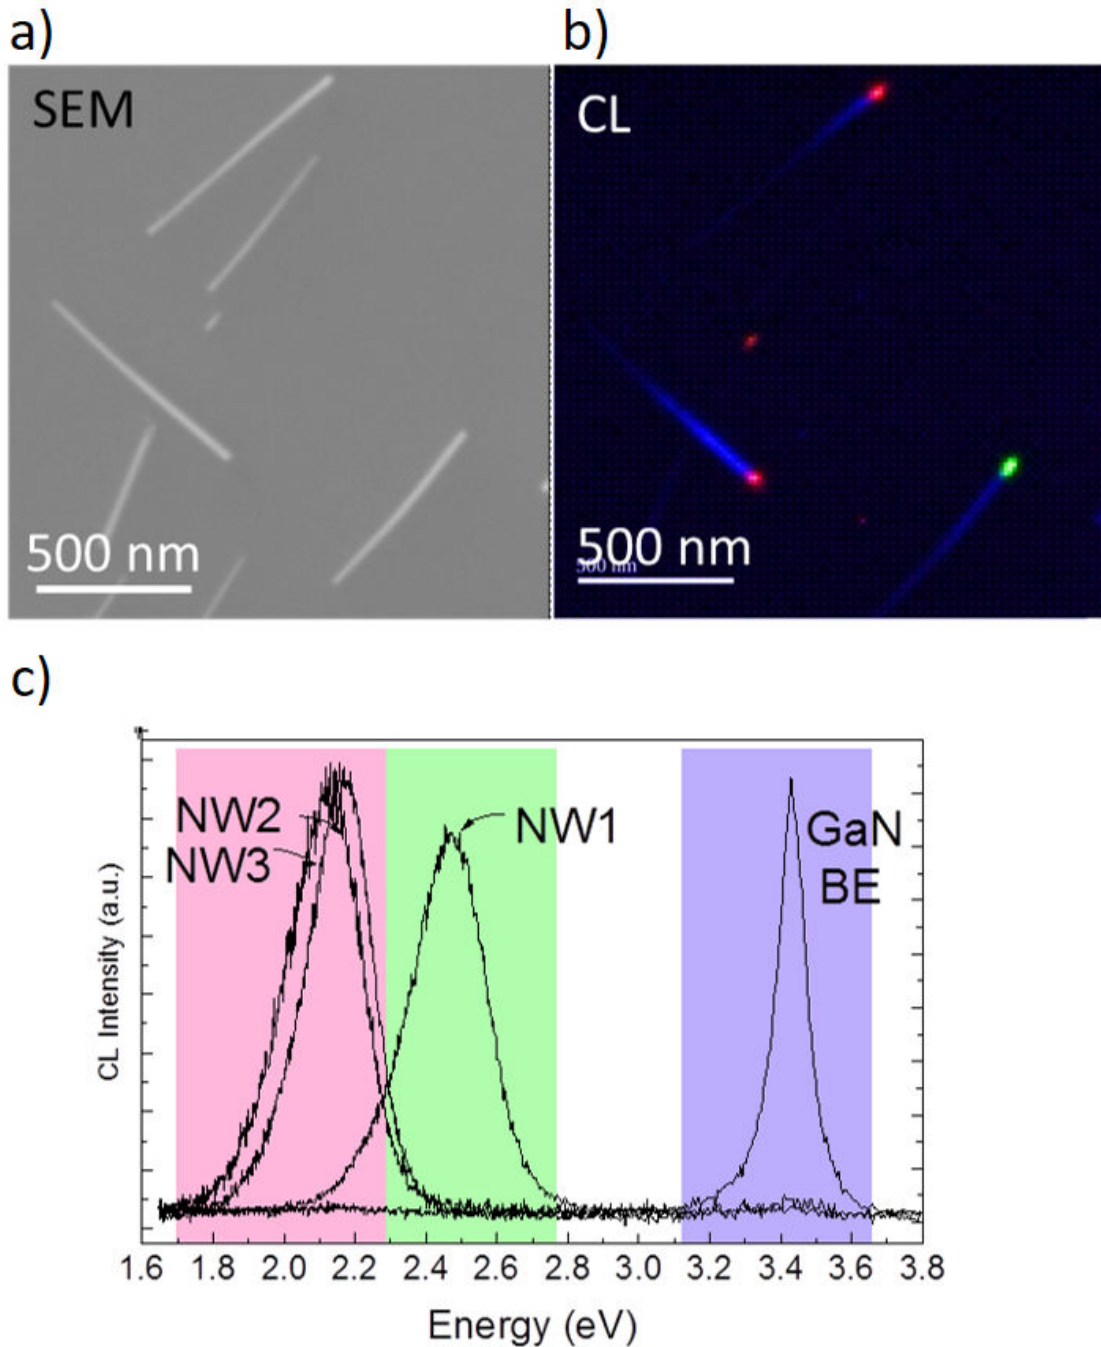 a)
b)
SEM
CL
500 nm
500 nm
500 nm
c)
NW2
NW3
NW1
GaN
BE
CL Intensity (a.u.)
1.6 1.8 2.0 2.2 2.4 2.6 2.8 3.0 3.2 3.4 3.6 3.8
Energy (eV)